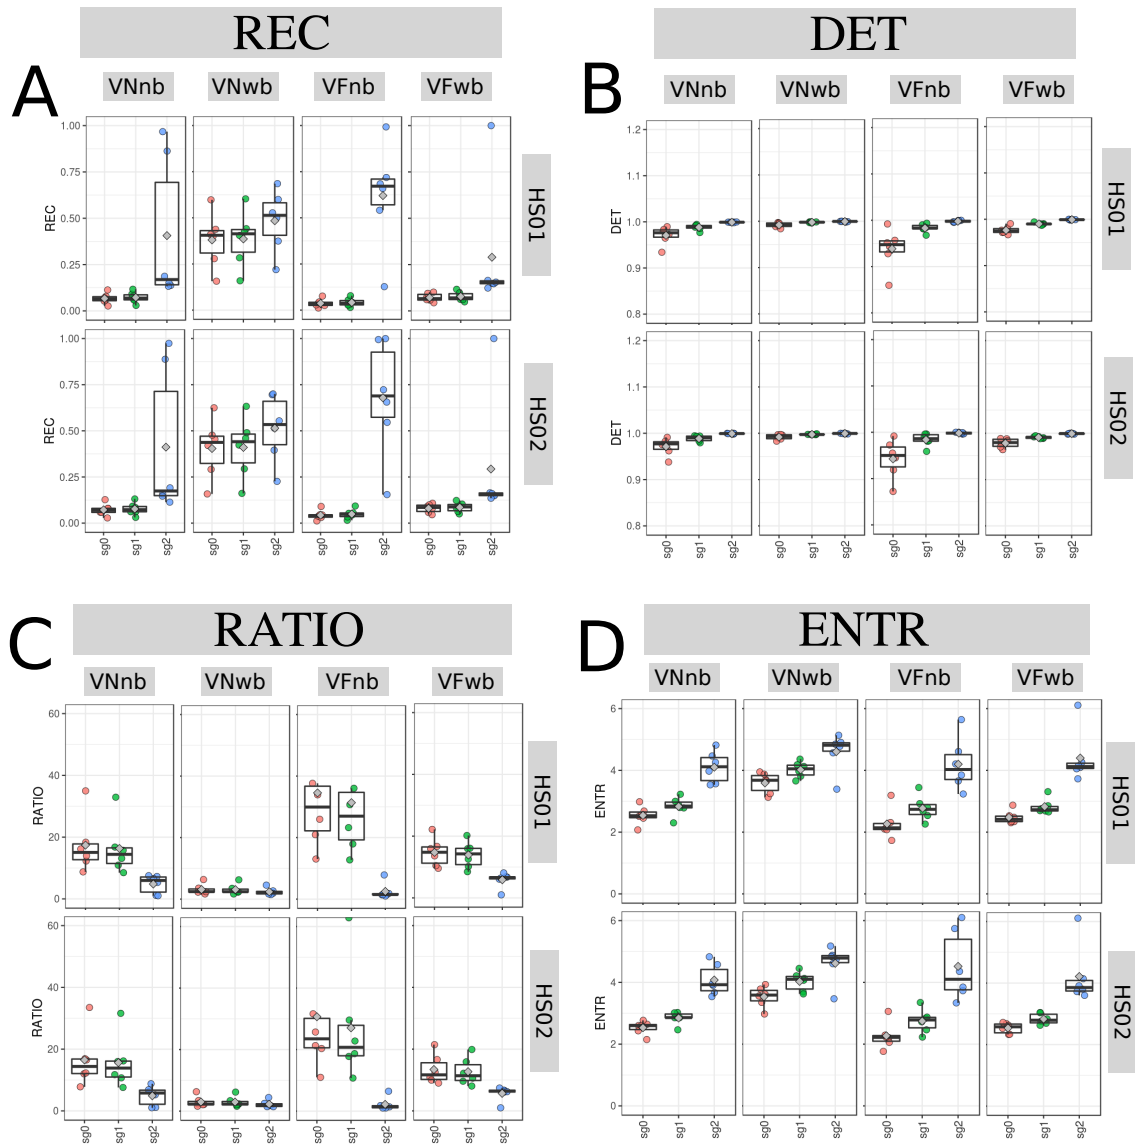 REC
A
VNnb VNwb VFnb VFwb
1.00
0.75
0.50
0.25
0.00
REC
HS01
1.00
0.75
0.50
0.25
0.00
REC
HS02
sg0 sg1 sg2 sg0 sg1 sg2 sg0 sg1 sg2 sg0 sg1 sg2
DET
B
VNnb VNwb VFnb VFwb
1.2
1.1
1.0
0.9
0.8
DET
HS01
1.2
1.1
1.0
0.9
0.8
DET
HS02
sg0 sg1 sg2 sg0 sg1 sg2 sg0 sg1 sg2 sg0 sg1 sg2
RATIO
C
VNnb VNwb VFnb VFwb
60
40
20
0
RATIO
HS01
60
40
20
0
RATIO
HS02
sg0 sg1 sg2 sg0 sg1 sg2 sg0 sg1 sg2 sg0 sg1 sg2
ENTR
D
VNnb VNwb VFnb VFwb
6
4
2
0
ENTR
HS01
6
4
2
0
ENTR
HS02
sg0 sg1 sg2 sg0 sg1 sg2 sg0 sg1 sg2 sg0 sg1 sg2